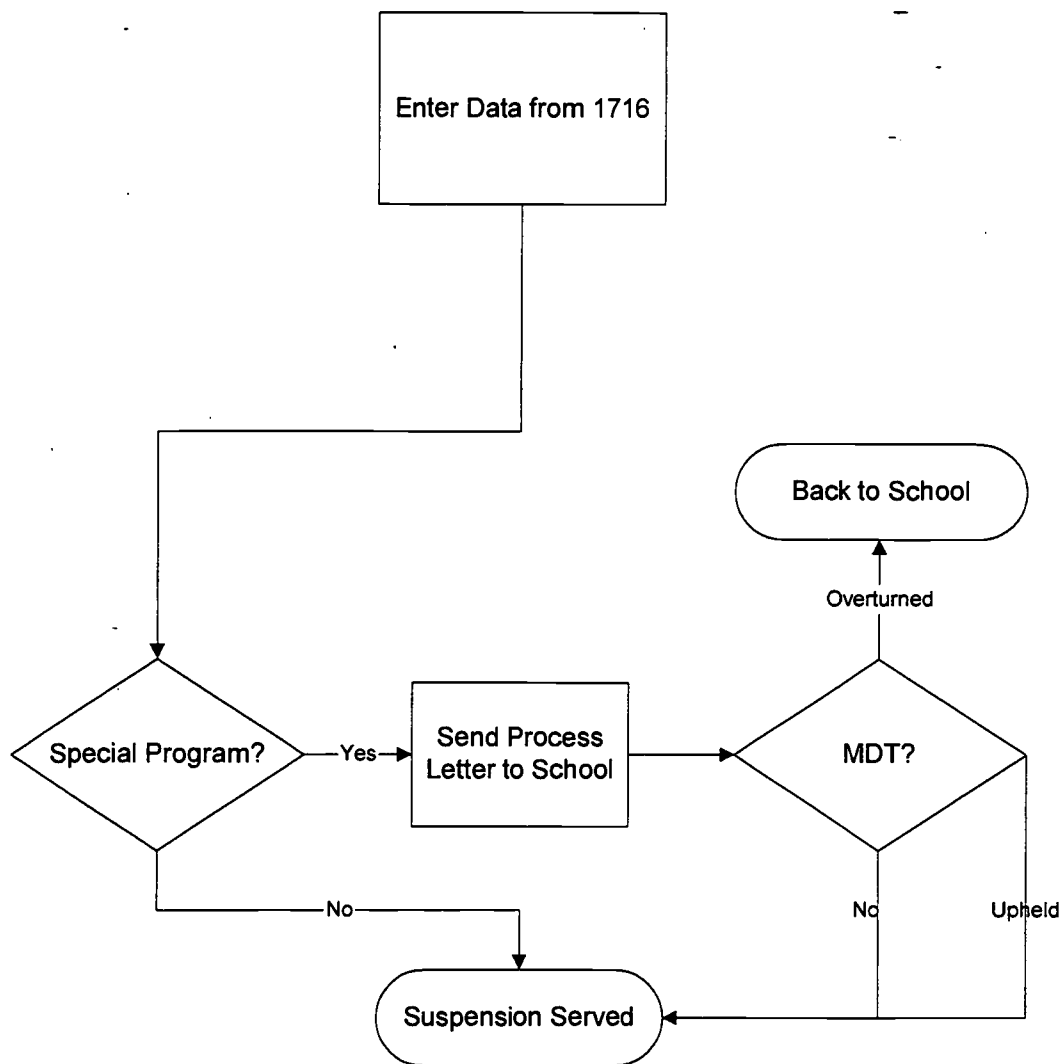 Enter Data from 1716
Back to School
Overturned
Special Program?
Yes
Send Process
Letter to School
MDT?
No
No
Upheld
Suspension Served